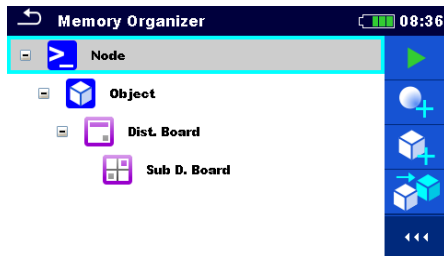 Memory Organizer 08:36
Node
Object
Dist. Board
Sub D. Board